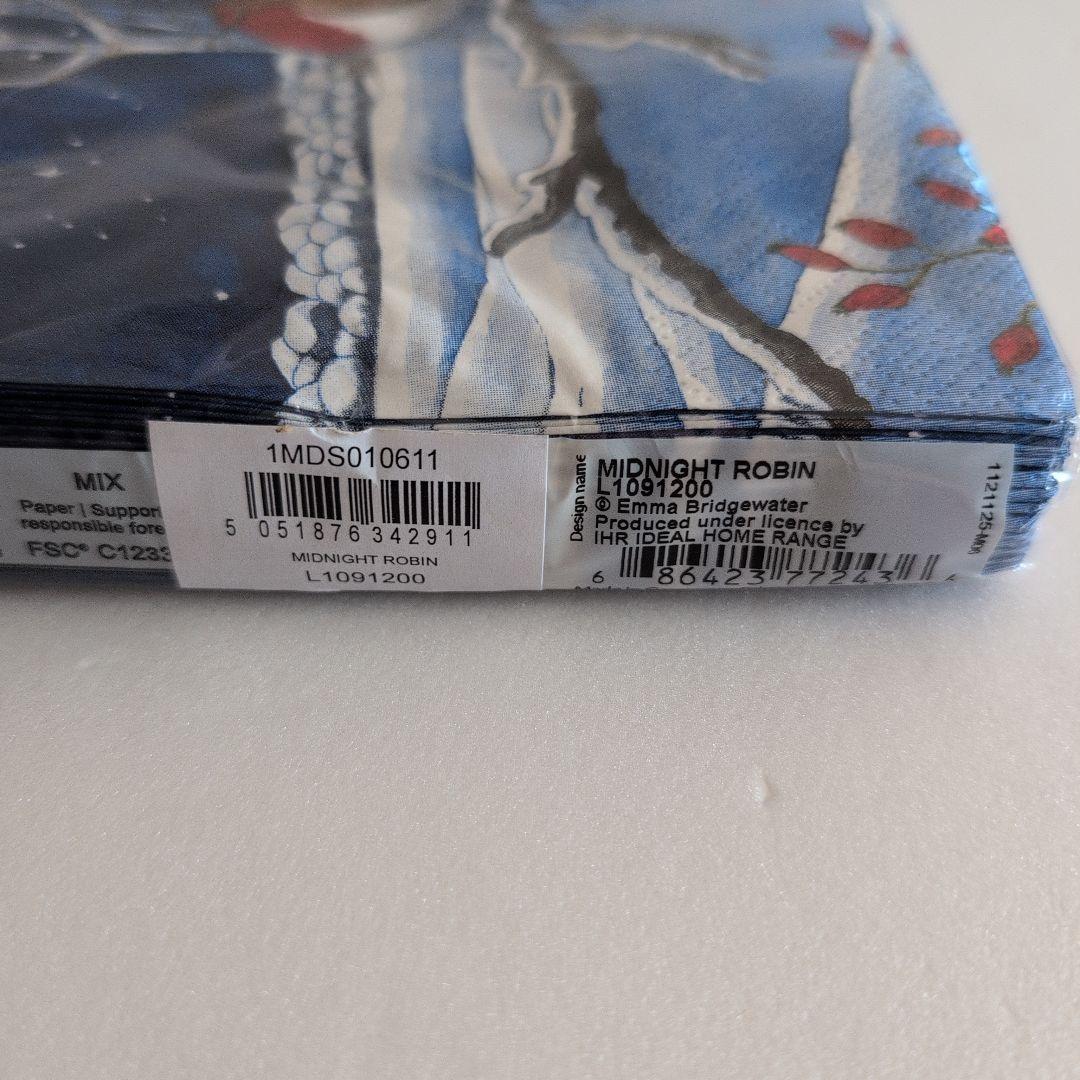 MIX
Paper | Support
responsible fore
FSC® C1233
1MDS010611
5 051876 342911
MIDNIGHT ROBIN
L1091200
Design name
MIDNIGHT ROBIN
L1091200
© Emma Bridgewater
Produced under licence by
IHR IDEAL HOME RANGE
6 86423 77243 4